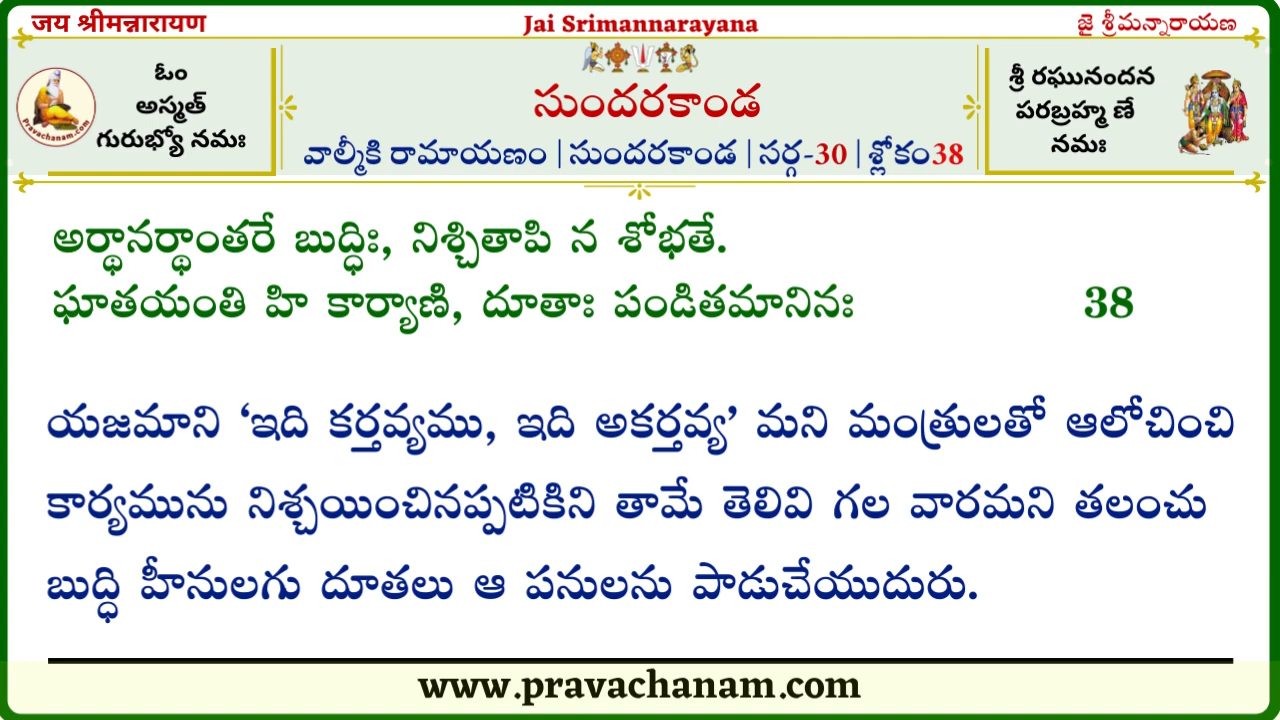 जय श्रीमन्नारायण
Jai Srimannarayana
జై శ్రీమన్నారాయణ
ఓం
అస్మత్
గురుభ్యో నమః
Pravachanam.com
సుందరకాండ
వాల్మీకి రామాయణం | సుందరకాండ | సర్గ-30 | శ్లోకం38
శ్రీ రఘునందన
పరబ్రహ్మ ణే
నమః
అర్థానర్థాంతరే బుద్ధిః, నిశ్చితాపి న శోభతే.
ఘాతయంతి హి కార్యాణి, దూతాః పండితమానినః 38
యజమాని ‘ఇది కర్తవ్యము, ఇది అకర్తవ్య’ మని మంత్రులతో ఆలోచించి
కార్యమును నిశ్చయించినప్పటికిని తామే తెలివి గల వారమని తలంచు
బుద్ధి హీనులగు దూతలు ఆ పనులను పాడుచేయుదురు.
www.pravachanam.com